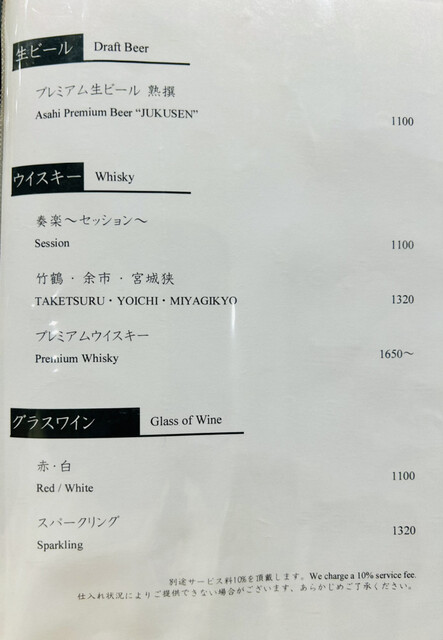 生ビール Draft Beer
プレミアム生ビール 熟撰
Asahi Premium Beer “JUKUSEN” 1100
ウイスキー Whisky
奏楽～セッション～
Session 1100
竹鶴・余市・宮城狭
TAKETSURU・YOICHI・MIYAGIKYO 1320
プレミアムウイスキー
Premium Whisky 1650～
グラスワイン Glass of Wine
赤・白
Red / White 1100
スパークリング
Sparkling 1320
別途サービス料10%を頂戴します。We charge a 10% service fee.
仕入れ状況によりご提供できない場合がございます、あらかじめご了承ください。